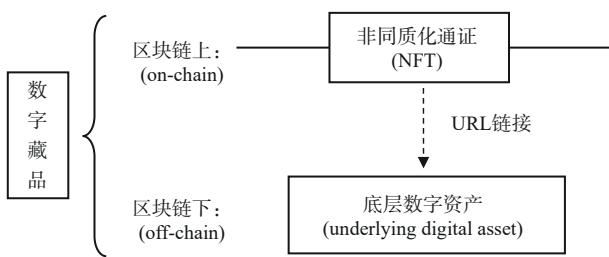 数字藏品
区块链上：
(on-chain)
非同质化通证
(NFT)
URL链接
区块链下：
(off-chain)
底层数字资产
(underlying digital asset)